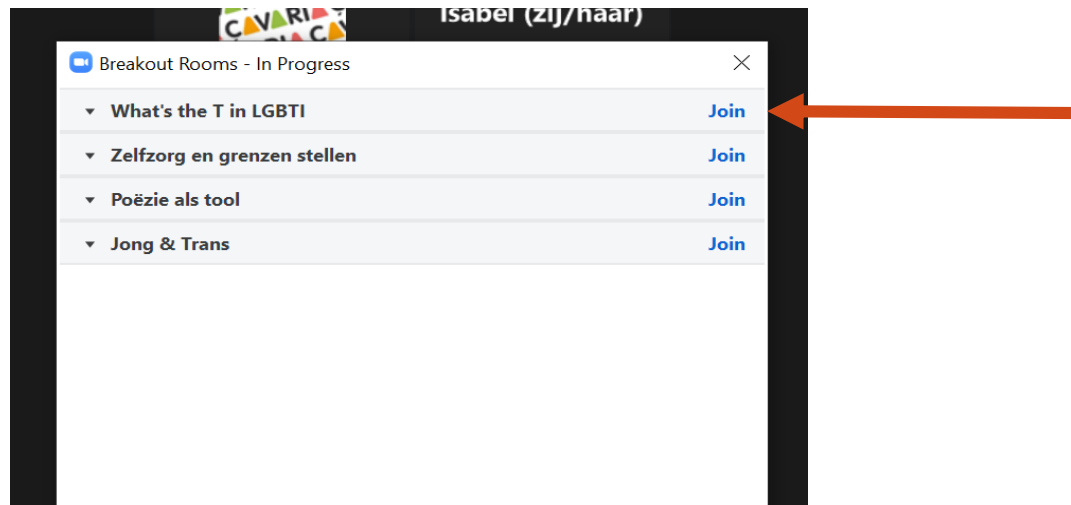 CAVARIA
Isabel (zij/haar)
Breakout Rooms - In Progress
What's the T in LGBTI Join
Zelfzorg en grenzen stellen Join
Poëzie als tool Join
Jong & Trans Join